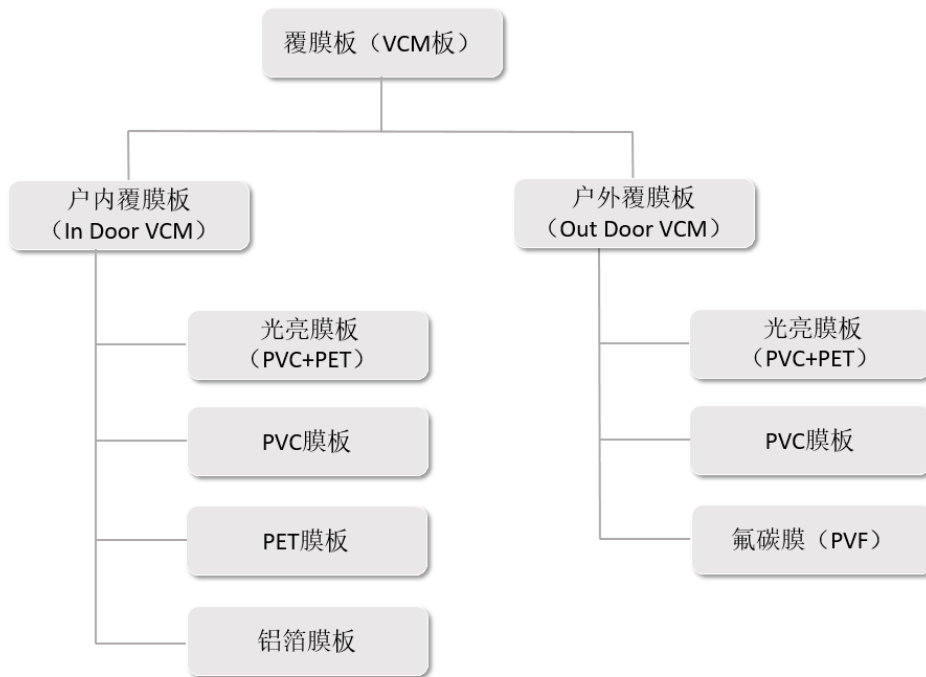 覆膜板（VCM板）
户内覆膜板
（In Door VCM）
光亮膜板
（PVC+PET）
PVC膜板
PET膜板
铝箔膜板
户外覆膜板
（Out Door VCM）
光亮膜板
（PVC+PET）
PVC膜板
氟碳膜（PVF）